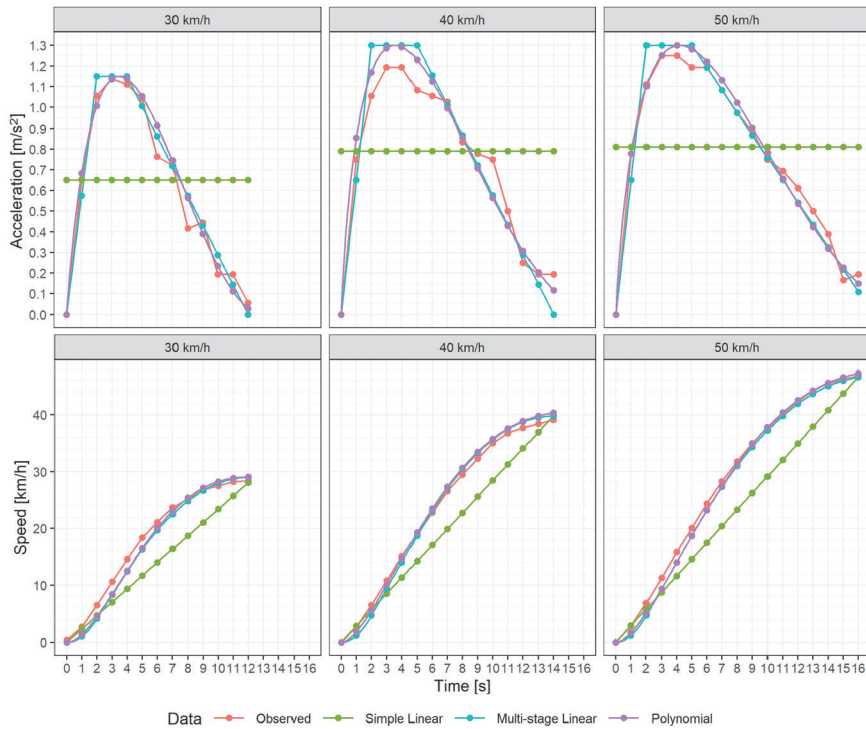 30 km/h 40 km/h 50 km/h
Acceleration [m/s²]
1.3
1.2
1.1
1.0
0.9
0.8
0.7
0.6
0.5
0.4
0.3
0.2
0.1
0.0
30 km/h 40 km/h 50 km/h
Speed [km/h]
40
30
20
10
0
0 1 2 3 4 5 6 7 8 9 10 11 12 13 14 15 16 0 1 2 3 4 5 6 7 8 9 10 11 12 13 14 15 16 0 1 2 3 4 5 6 7 8 9 10 11 12 13 14 15 16
Time [s]
Data Observed Simple Linear Multi-stage Linear Polynomial